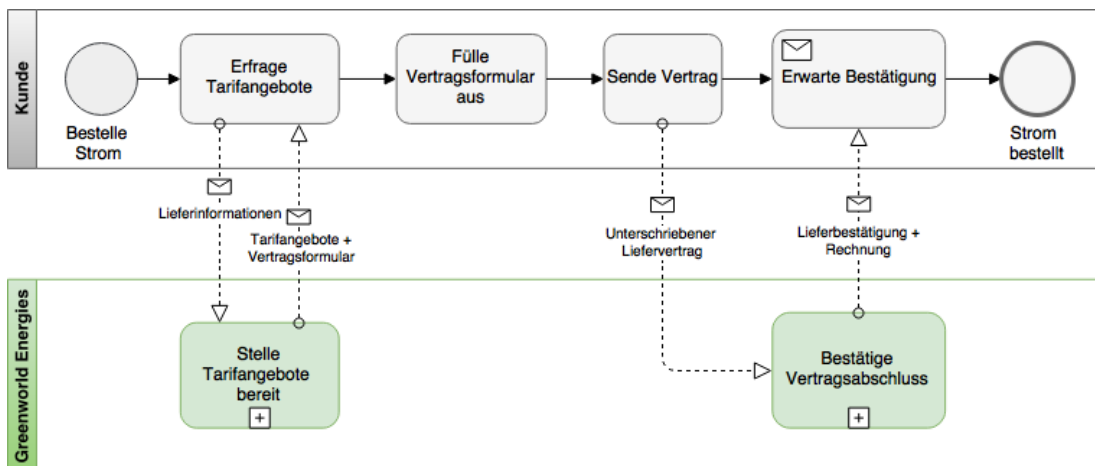 Kunde
Bestelle
Strom
Erfrage
Tarifangebote
Fülle
Vertragsformular
aus
Sende Vertrag
Erwarte Bestätigung
Strom
bestellt
Lieferinformationen
Tarifangebote +
Vertragsformular
Unterschriebener
Liefervertrag
Lieferbestätigung +
Rechnung
Greenworld Energies
Stelle
Tarifangebote
bereit
Bestätige
Vertragsabschluss